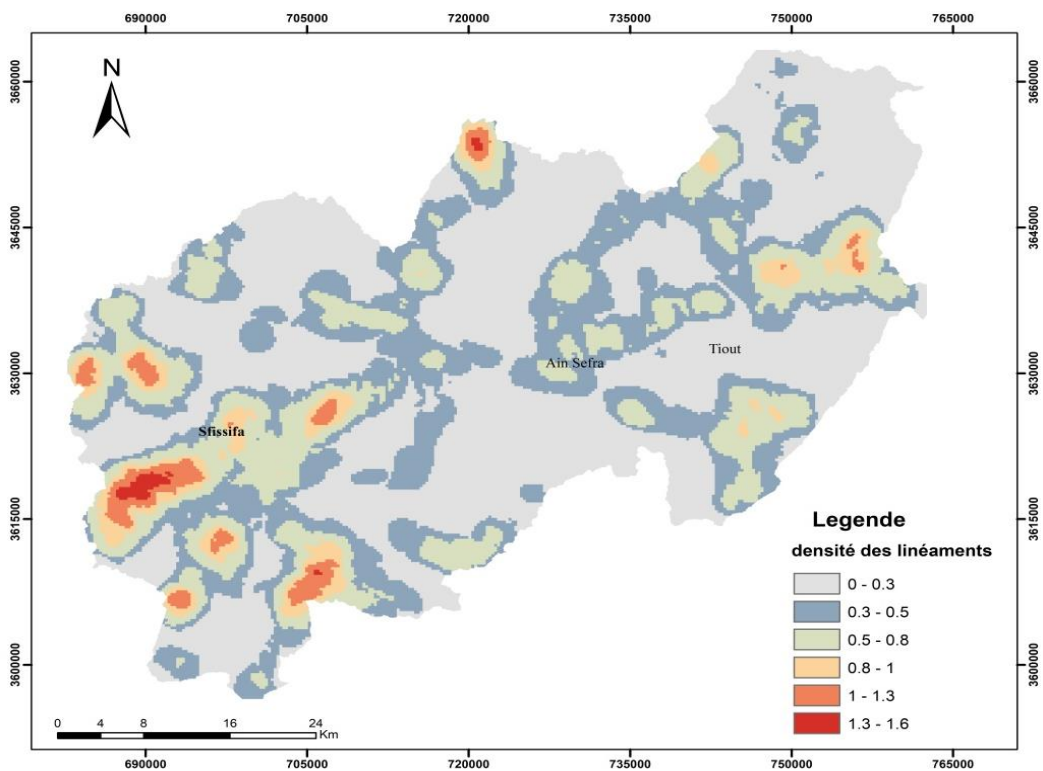 690000 705000 720000 735000 750000 765000
N
3660000 3660000
3645000 3645000
3630000 3630000
Ain Sefra
Tiout
Sfissifa
3615000 3615000
Legende
densité des linéaments
0 - 0.3
0.3 - 0.5
0.5 - 0.8
0.8 - 1
1 - 1.3
1.3 - 1.6
3600000 3600000
0 4 8 16 24
Km
690000 705000 720000 735000 750000 765000